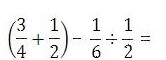 (3/4 + 1/2) - 1/6 ÷ 1/2 =